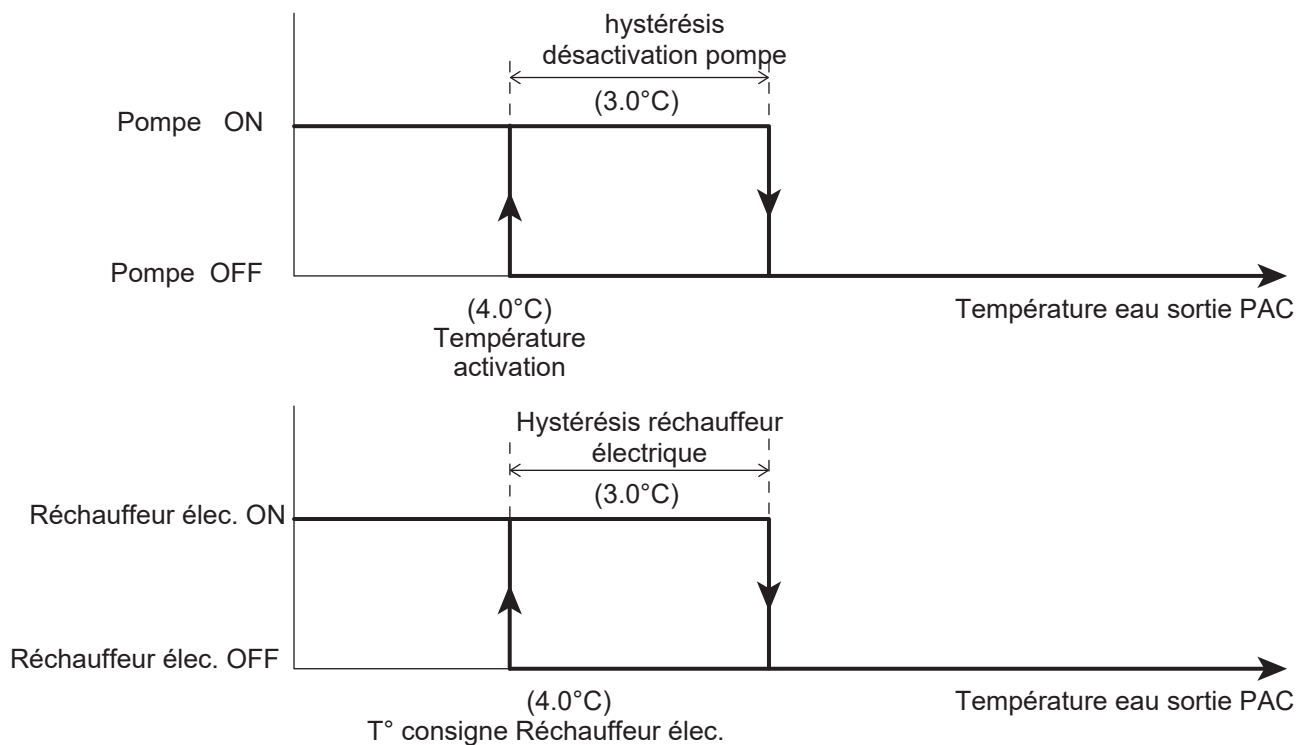 hystérésis
désactivation pompe
(3.0°C)
Pompe ON
Pompe OFF
(4.0°C)
Température
activation
Température eau sortie PAC
Hystérésis réchauffeur
électrique
(3.0°C)
Réchauffeur élec. ON
Réchauffeur élec. OFF
(4.0°C)
T° consigne Réchauffeur élec.
Température eau sortie PAC